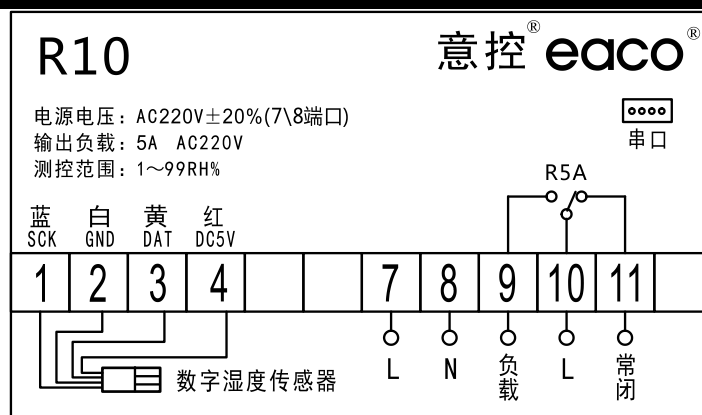 R10
意控® eaco®
电源电压：AC220V±20%(7\8端口)
输出负载：5A AC220V
测控范围：1～99RH%
串口
R5A
蓝 白 黄 红
SCK GND DAT DC5V
1 2 3 4 7 8 9 10 11
L N 负载 L 常闭
数字湿度传感器